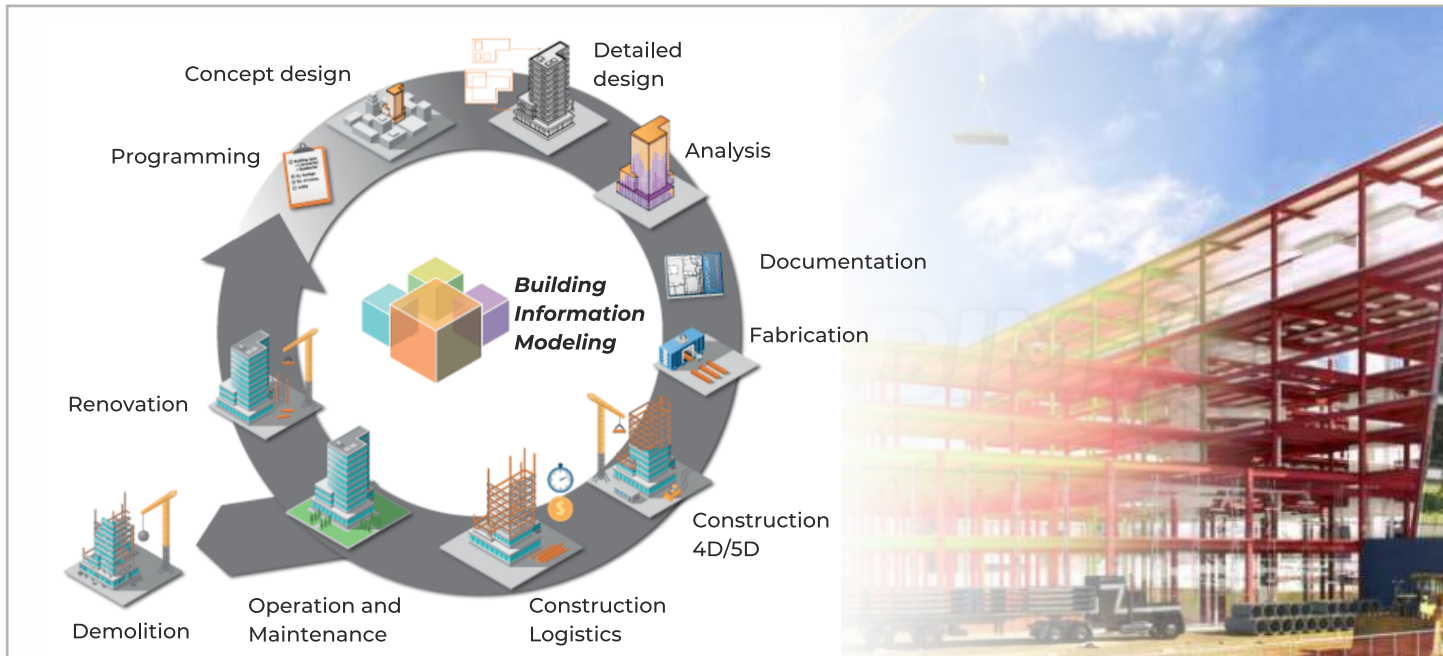 Concept design
Detailed
design
Programming
Analysis
Documentation
Building
Information
Modeling
Fabrication
Renovation
Construction
4D/5D
Operation and
Maintenance
Construction
Logistics
Demolition
$